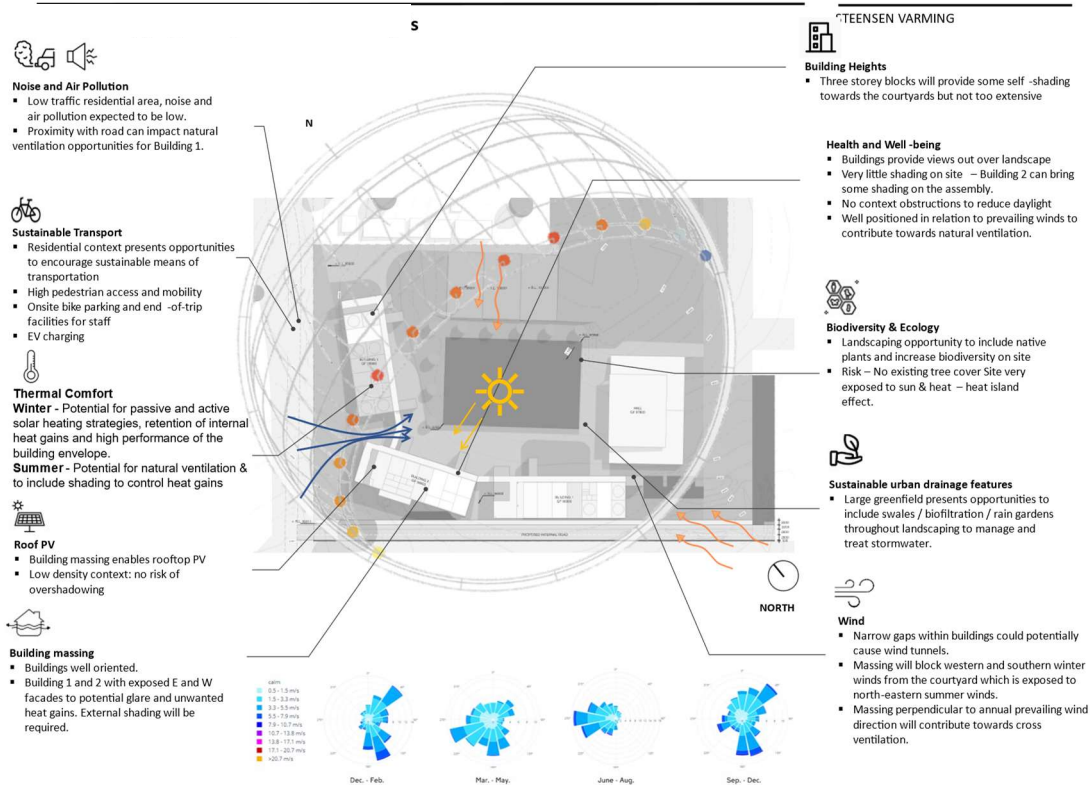 S
STEENSEN VARMING
Noise and Air Pollution
▪ Low traffic residential area, noise and
air pollution expected to be low.
▪ Proximity with road can impact natural
ventilation opportunities for Building 1.
Sustainable Transport
▪ Residential context presents opportunities
to encourage sustainable means of
transportation
▪ High pedestrian access and mobility
▪ Onsite bike parking and end -of-trip
facilities for staff
▪ EV charging
Thermal Comfort
Winter - Potential for passive and active
solar heating strategies, retention of internal
heat gains and high performance of the
building envelope.
Summer - Potential for natural ventilation &
to include shading to control heat gains
Roof PV
▪ Building massing enables rooftop PV
▪ Low density context: no risk of
overshadowing
Building massing
▪ Buildings well oriented.
▪ Building 1 and 2 with exposed E and W
facades to potential glare and unwanted
heat gains. External shading will be
required.
N
NORTH
Building Heights
▪ Three storey blocks will provide some self -shading
towards the courtyards but not too extensive
Health and Well -being
▪ Buildings provide views out over landscape
▪ Very little shading on site – Building 2 can bring
some shading on the assembly.
▪ No context obstructions to reduce daylight
▪ Well positioned in relation to prevailing winds to
contribute towards natural ventilation.
Biodiversity & Ecology
▪ Landscaping opportunity to include native
plants and increase biodiversity on site
▪ Risk – No existing tree cover Site very
exposed to sun & heat – heat island
effect.
Sustainable urban drainage features
▪ Large greenfield presents opportunities to
include swales / biofiltration / rain gardens
throughout landscaping to manage and
treat stormwater.
Wind
▪ Narrow gaps within buildings could potentially
cause wind tunnels.
▪ Massing will block western and southern winter
winds from the courtyard which is exposed to
north-eastern summer winds.
▪ Massing perpendicular to annual prevailing wind
direction will contribute towards cross
ventilation.
calm
0.5 - 1.5 m/s
1.5 - 3.3 m/s
3.3 - 5.5 m/s
5.5 - 7.9 m/s
7.9 - 10.7 m/s
10.7 - 13.8 m/s
13.8 - 17.1 m/s
17.1 - 20.7 m/s
>20.7 m/s
Dec. - Feb.
Mar. - May.
June - Aug.
Sep. - Dec.